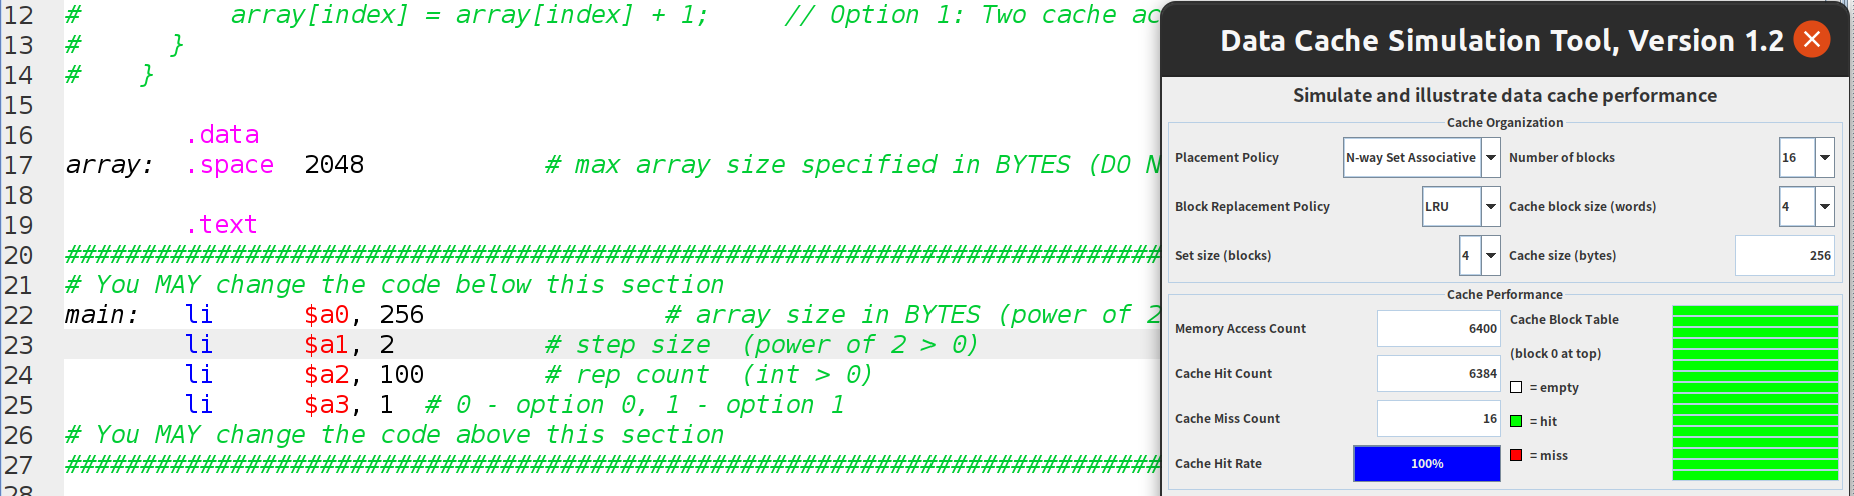 12 #          array[index] = array[index] + 1;     // Option 1: Two cache ac
13 #      }
14 #    }
15
16        .data
17 array: .space 2048            # max array size specified in BYTES (DO N
18
19        .text
20 #########################################################################
21 # You MAY change the code below this section
22 main:  li      $a0, 256                # array size in BYTES (power of 2
23        li      $a1, 2          # step size  (power of 2 > 0)
24        li      $a2, 100        # rep count  (int > 0)
25        li      $a3, 1  # 0 - option 0, 1 - option 1
26 # You MAY change the code above this section
27 #########################################################################
28
Data Cache Simulation Tool, Version 1.2
Simulate and illustrate data cache performance
Cache Organization
Placement Policy N-way Set Associative Number of blocks 16
Block Replacement Policy LRU Cache block size (words) 4
Set size (blocks) 4 Cache size (bytes) 256
Cache Performance
Memory Access Count 6400
Cache Hit Count 6384
Cache Miss Count 16
Cache Hit Rate 100%
Cache Block Table
(block 0 at top)
= empty
= hit
= miss